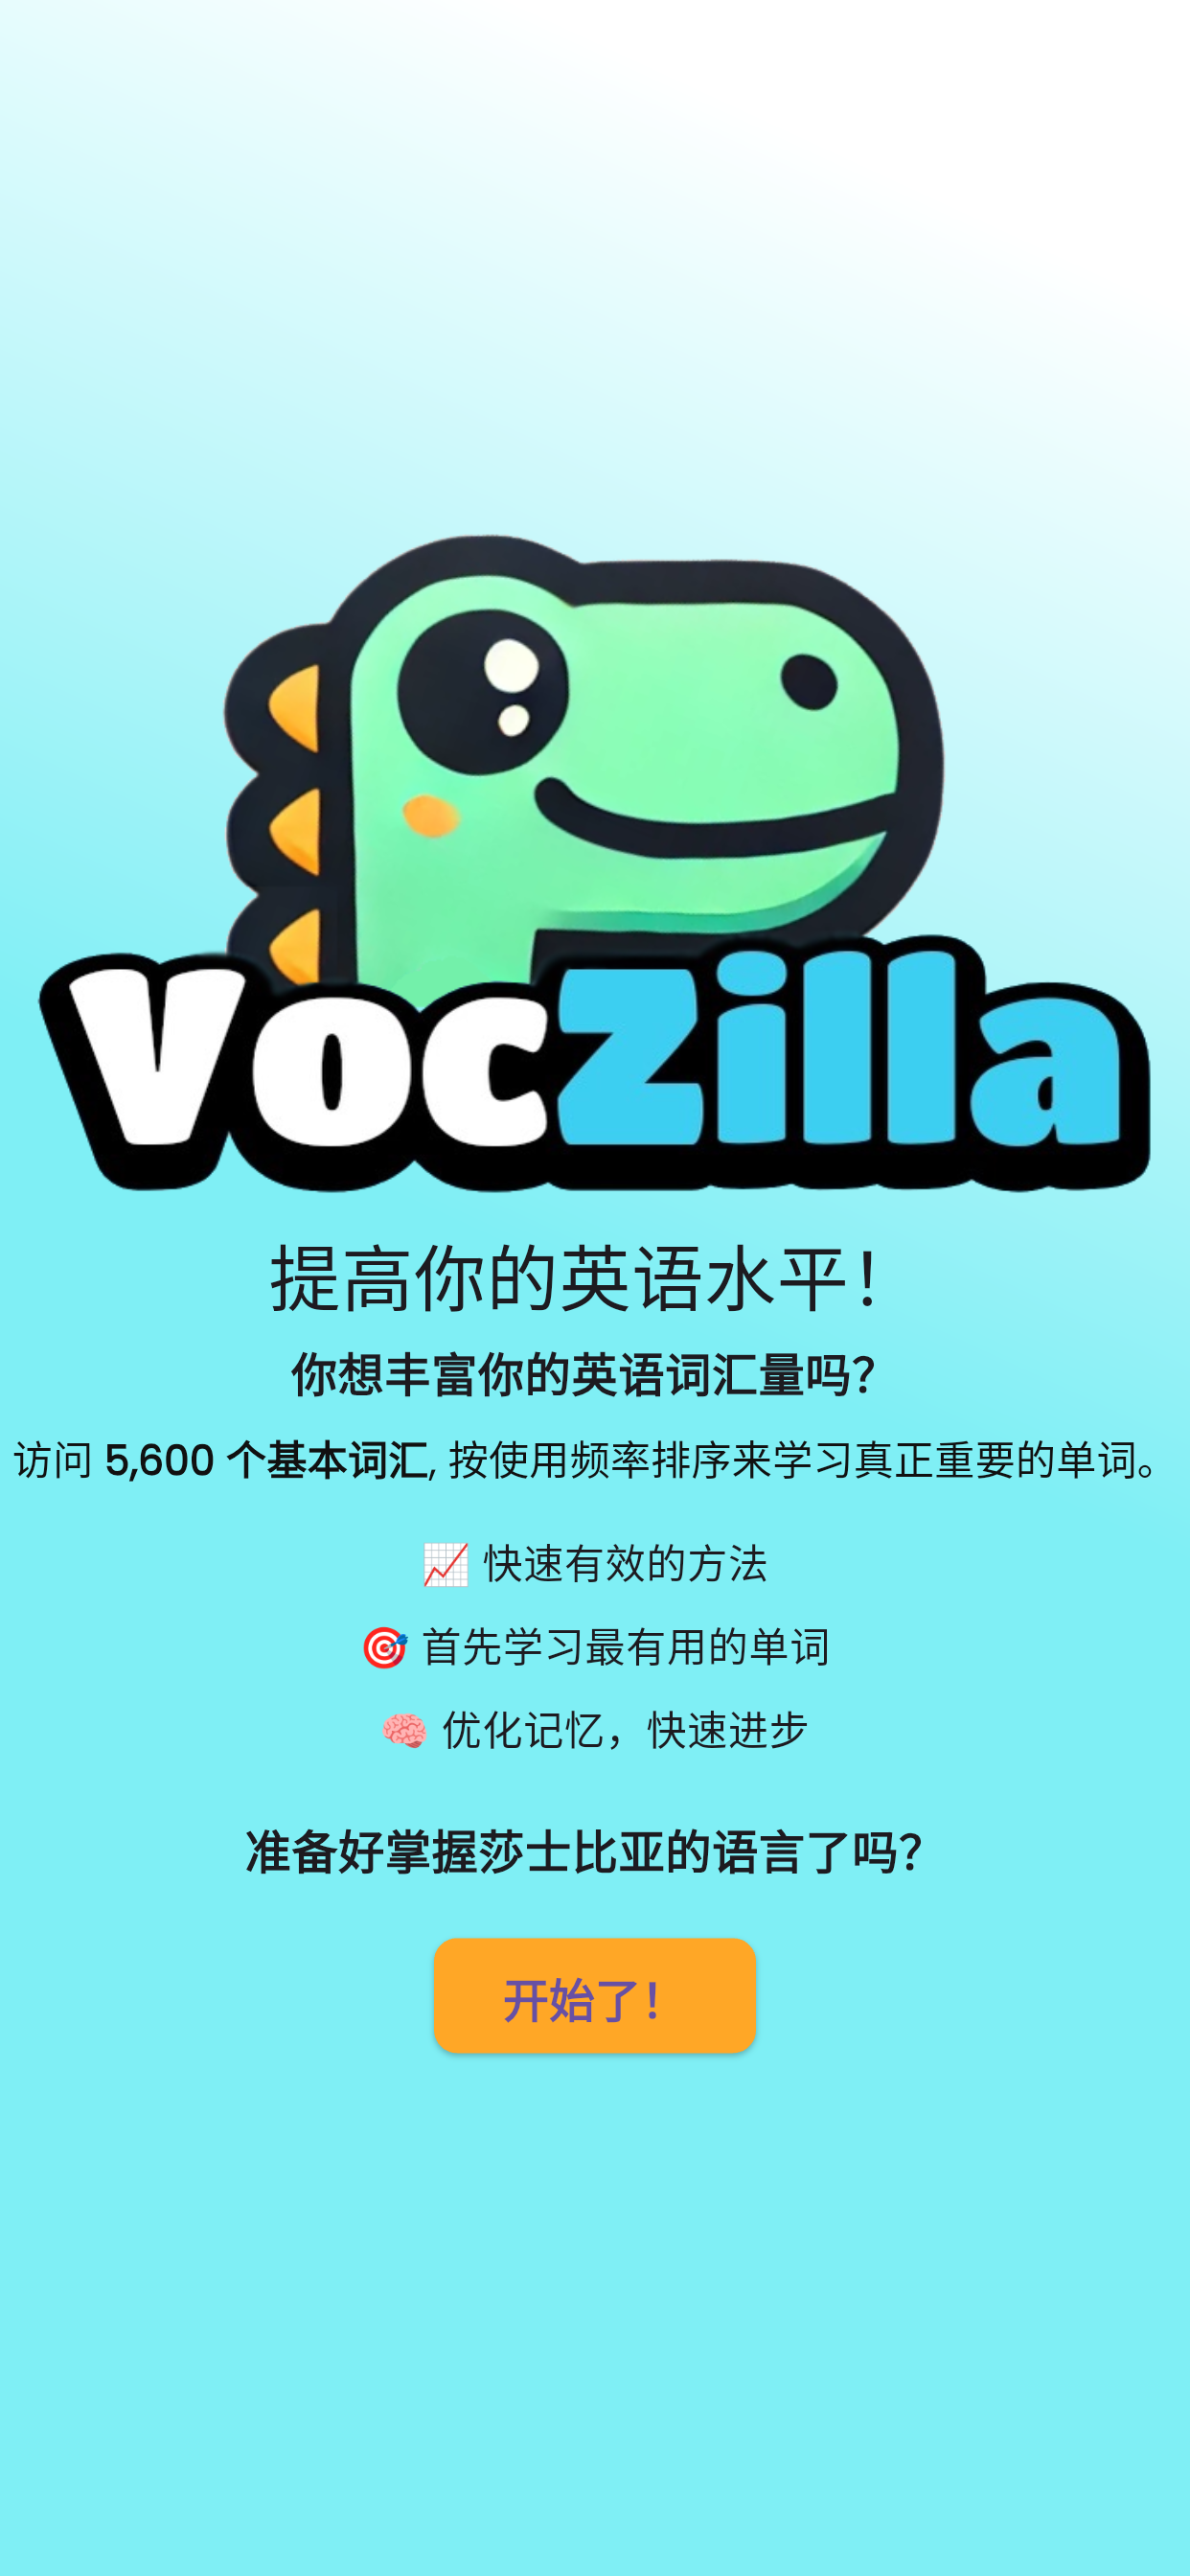 VocZilla
提高你的英语水平！
你想丰富你的英语词汇量吗？
访问 5,600 个基本词汇, 按使用频率排序来学习真正重要的单词。
📈 快速有效的方法
🎯 首先学习最有用的单词
🧠 优化记忆，快速进步
准备好掌握莎士比亚的语言了吗？
开始了！